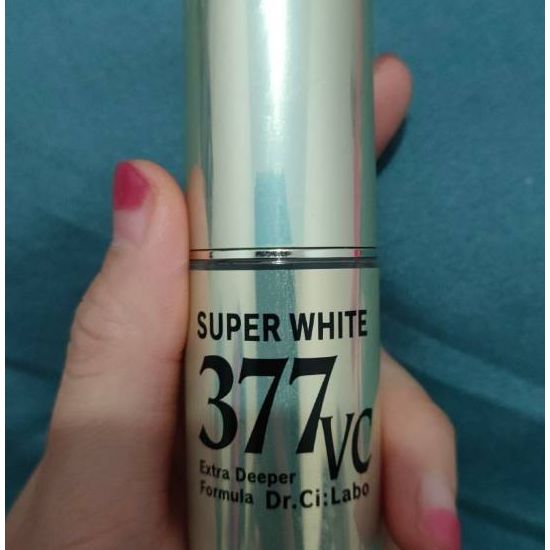 SUPER WHITE
377VC
Extra Deeper
Formula Dr.Ci:Labo